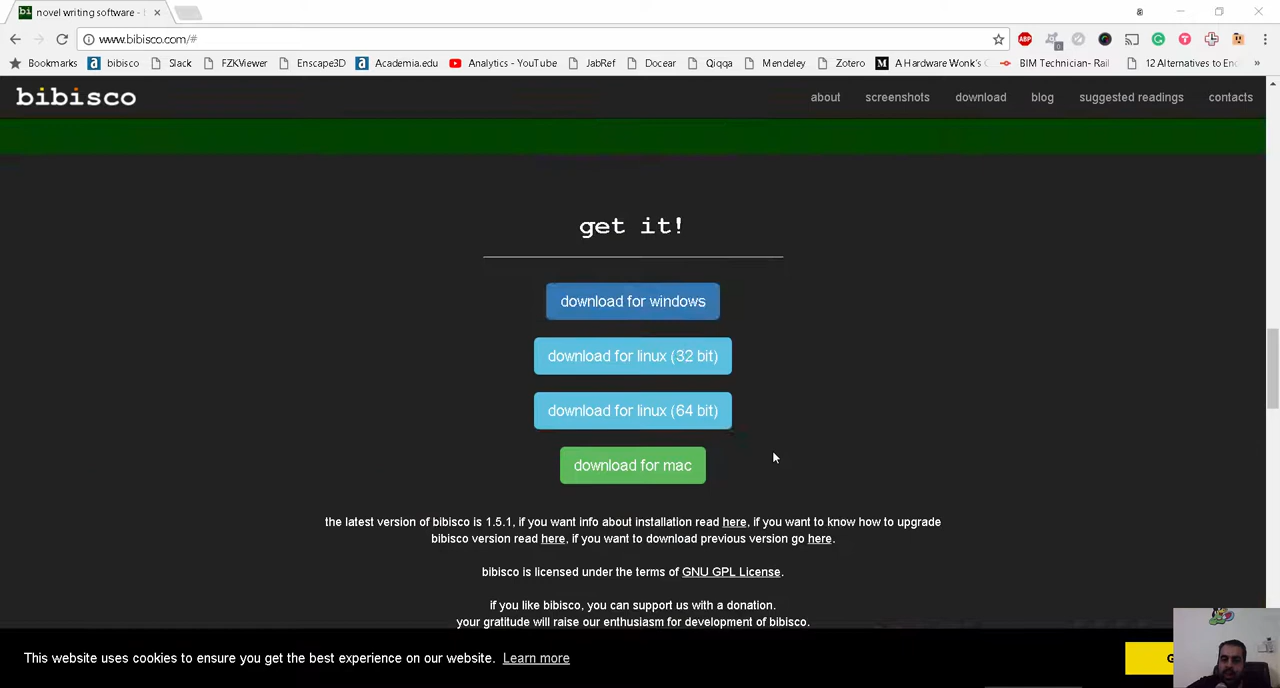 bi novel writing software -
www.bibisco.com/#
ABP
0
T
Bookmarks a bibisco Slack FZKViewer Enscape3D a Academia.edu Analytics - YouTube JabRef Docear Qiqqa Mendeley Zotero M A Hardware Wonk's BIM Technician- Rail 12 Alternatives to »
bibisco about screenshots download blog suggested readings contacts
get it!
download for windows
download for linux (32 bit)
download for linux (64 bit)
download for mac
the latest version of bibisco is 1.5.1, if you want info about installation read here, if you want to know how to upgrade
bibisco version read here, if you want to download previous version go here.
bibisco is licensed under the terms of GNU GPL License.
if you like bibisco, you can support us with a donation.
your gratitude will raise our enthusiasm for development of bibisco.
This website uses cookies to ensure you get the best experience on our website. Learn more